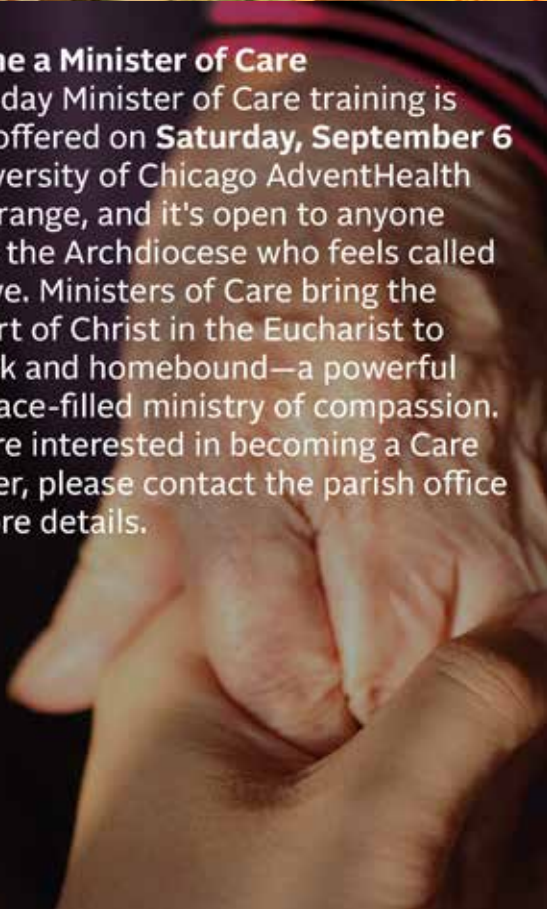 ne a Minister of Care
day Minister of Care training is
offered on Saturday, September 6
versity of Chicago AdventHealth
range, and it's open to anyone
the Archdiocese who feels called
ve. Ministers of Care bring the
rt of Christ in the Eucharist to
k and homebound—a powerful
ace-filled ministry of compassion.
re interested in becoming a Care
er, please contact the parish office
re details.